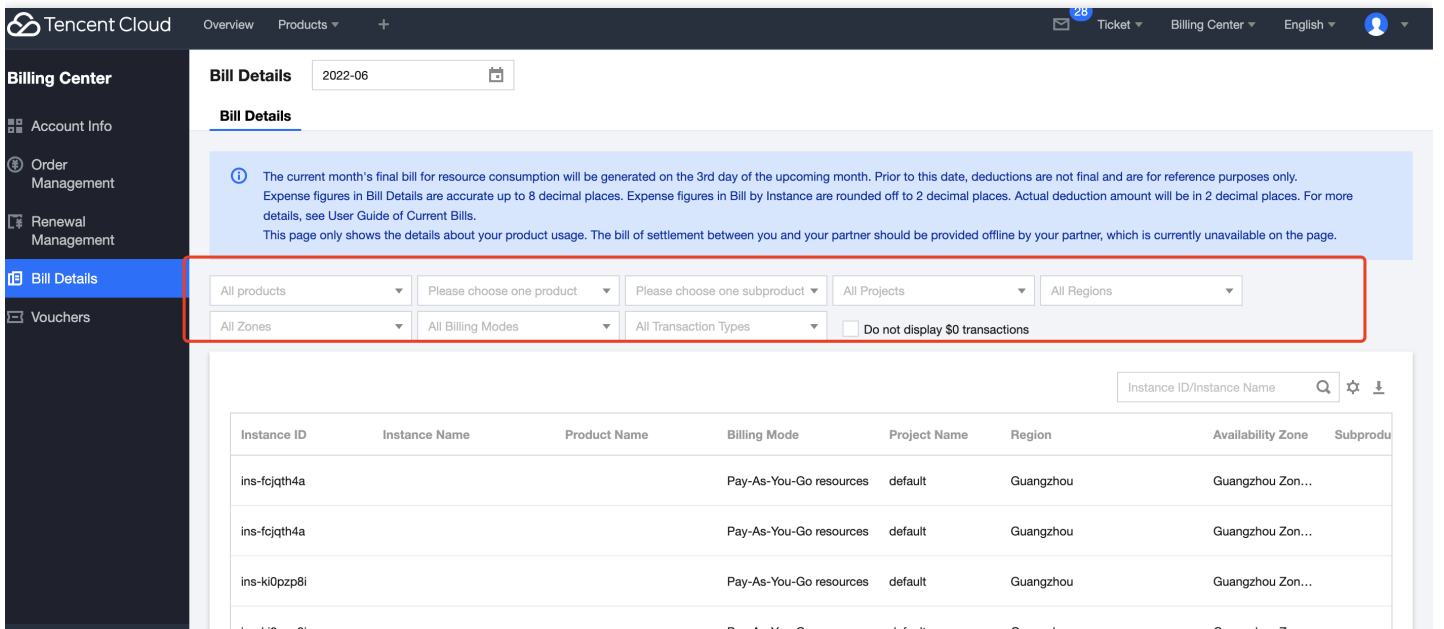 Tencent Cloud Overview Products + 28 Ticket Billing Center English
Billing Center
Bill Details 2022-06
Bill Details
Account Info
Order
Management
Renewal
Management
Bill Details
Vouchers
The current month's final bill for resource consumption will be generated on the 3rd day of the upcoming month. Prior to this date, deductions are not final and are for reference purposes only.
Expense figures in Bill Details are accurate up to 8 decimal places. Expense figures in Bill by Instance are rounded off to 2 decimal places. Actual deduction amount will be in 2 decimal places. For more
details, see User Guide of Current Bills.
This page only shows the details about your product usage. The bill of settlement between you and your partner should be provided offline by your partner, which is currently unavailable on the page.
All products Please choose one product Please choose one subproduct All Projects All Regions
All Zones All Billing Modes All Transaction Types Do not display $0 transactions
Instance ID/Instance Name
Instance ID Instance Name Product Name Billing Mode Project Name Region Availability Zone Subprodu
ins-fcjqth4a Pay-As-You-Go resources default Guangzhou Guangzhou Zon...
ins-fcjqth4a Pay-As-You-Go resources default Guangzhou Guangzhou Zon...
ins-ki0pzp8i Pay-As-You-Go resources default Guangzhou Guangzhou Zon...